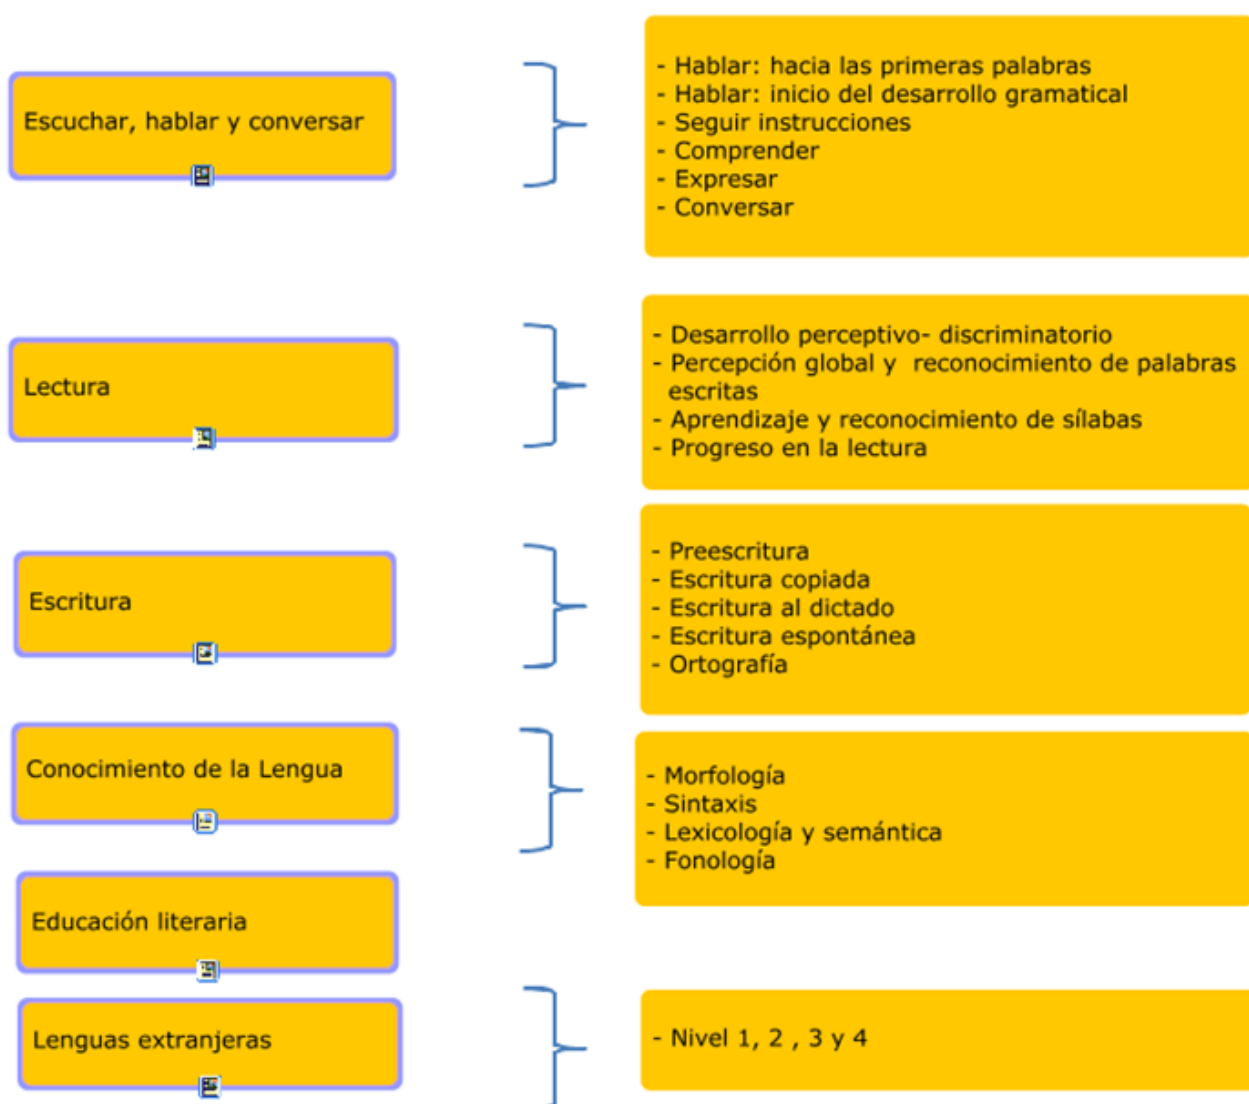 Escuchar, hablar y conversar
- Hablar: hacia las primeras palabras
- Hablar: inicio del desarrollo gramatical
- Seguir instrucciones
- Comprender
- Expresar
- Conversar
Lectura
- Desarrollo perceptivo- discriminatorio
- Percepción global y reconocimiento de palabras
escritas
- Aprendizaje y reconocimiento de sílabas
- Progreso en la lectura
Escritura
- Preescritura
- Escritura copiada
- Escritura al dictado
- Escritura espontánea
- Ortografía
Conocimiento de la Lengua
- Morfología
- Sintaxis
- Lexicología y semántica
- Fonología
Educación literaria
Lenguas extranjeras
- Nivel 1, 2 , 3 y 4